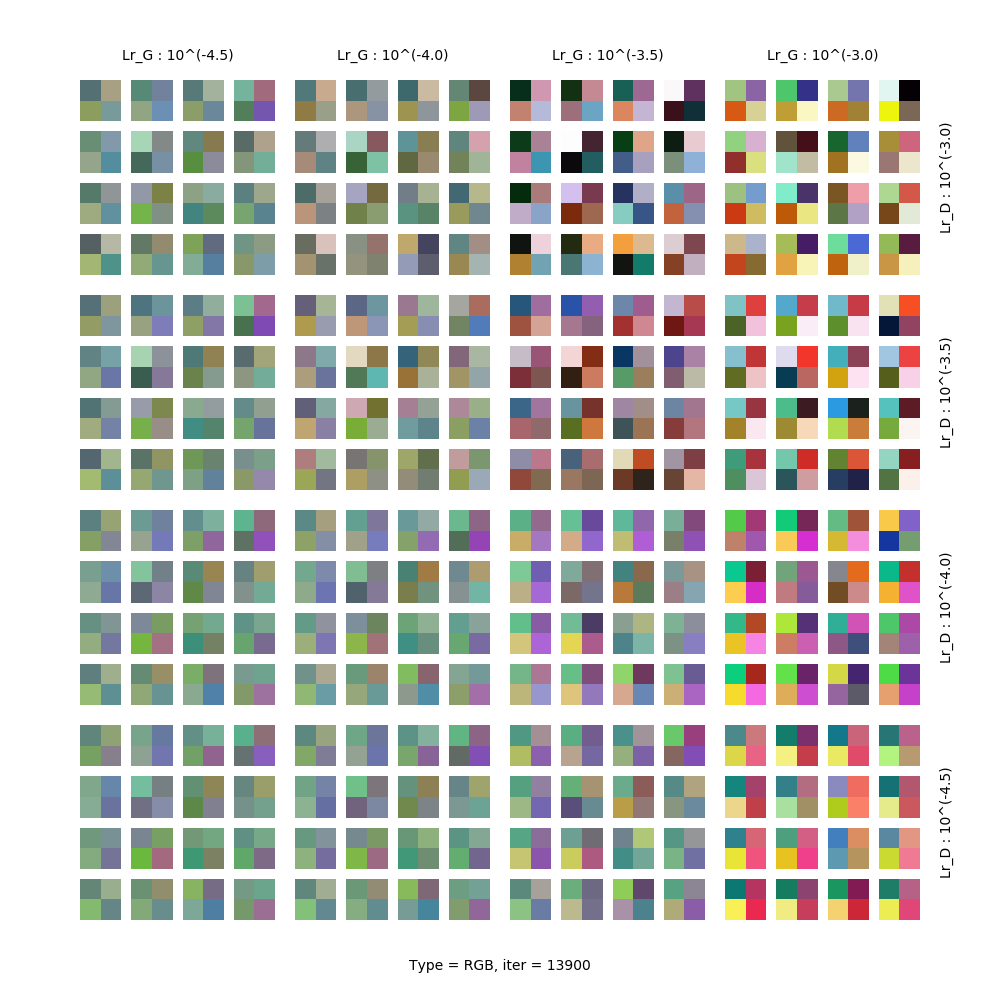 Lr_G : 10^(-4.5)
Lr_G : 10^(-4.0)
Lr_G : 10^(-3.5)
Lr_G : 10^(-3.0)
Lr_D : 10^(-3.0)
Lr_D : 10^(-3.5)
Lr_D : 10^(-4.0)
Lr_D : 10^(-4.5)
Type = RGB, iter = 13900